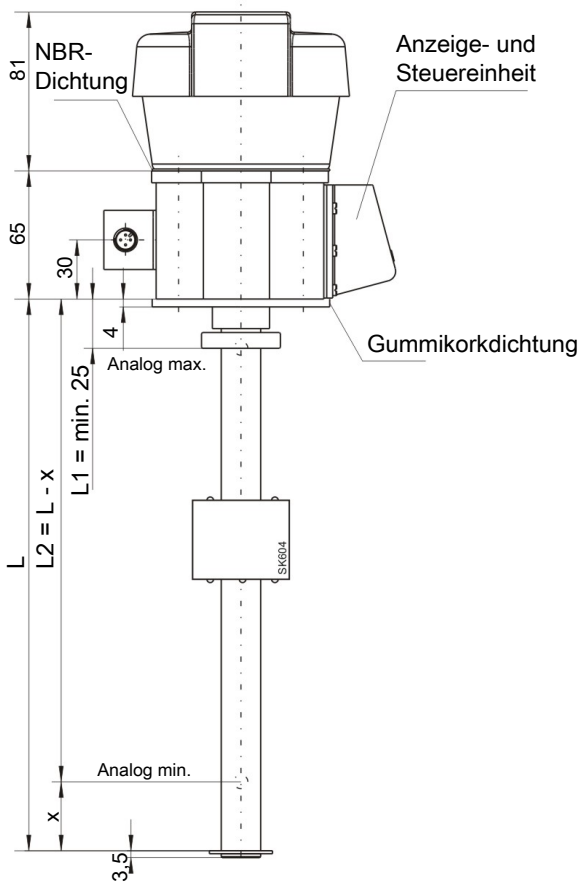 81
NBR-
Dichtung
Anzeige- und
Steuereinheit
65
30
4
Gummikorkdichtung
Analog max.
L1 = min. 25
L2 = L - x
L
SK604
Analog min.
x
3,5